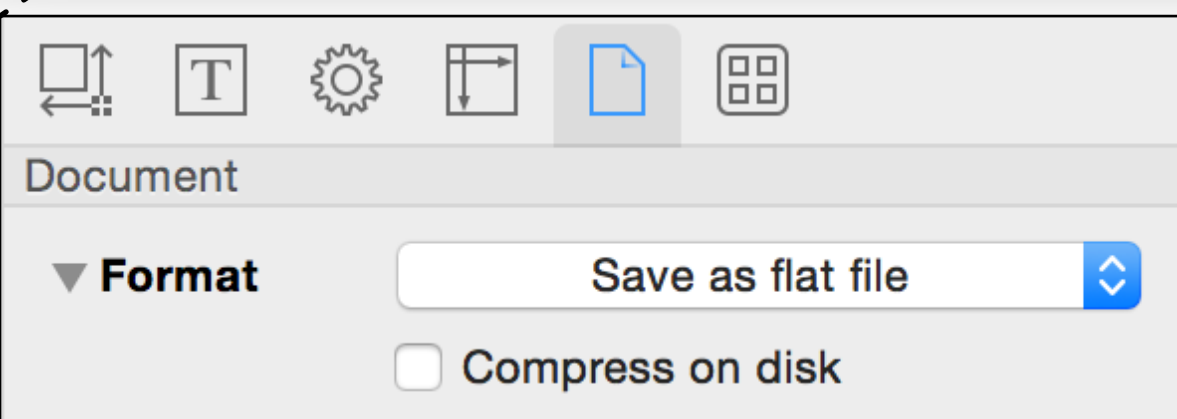 T
Document
Format
Save as flat file
Compress on disk